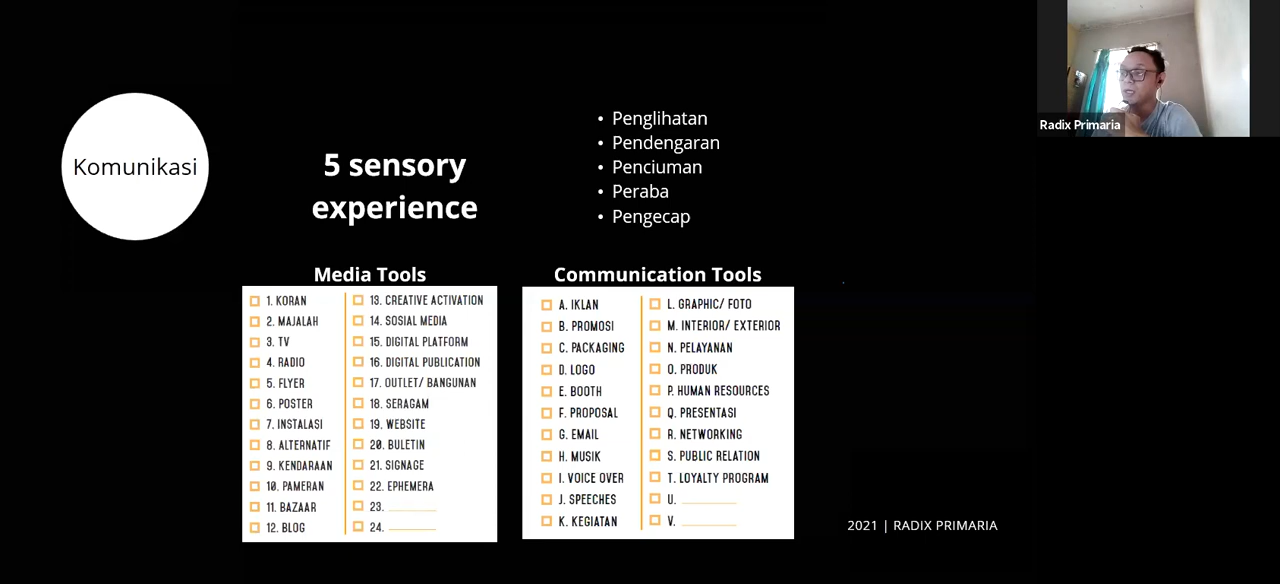 Komunikasi
5 sensory
experience
• Penglihatan
• Pendengaran
• Penciuman
• Peraba
• Pengecap
Radix Primaria
Media Tools
1. KORAN
2. MAJALAH
3. TV
4. RADIO
5. FLYER
6. POSTER
7. INSTALASI
8. ALTERNATIF
9. KENDARAAN
10. PAMERAN
11. BAZAAR
12. BLOG
13. CREATIVE ACTIVATION
14. SOSIAL MEDIA
15. DIGITAL PLATFORM
16. DIGITAL PUBLICATION
17. OUTLET/ BANGUNAN
18. SERAGAM
19. WEBSITE
20. BULETIN
21. SIGNAGE
22. EPHEMERA
23.
24.
Communication Tools
A. IKLAN
B. PROMOSI
C. PACKAGING
D. LOGO
E. BOOTH
F. PROPOSAL
G. EMAIL
H. MUSIK
I. VOICE OVER
J. SPEECHES
K. KEGIATAN
L. GRAPHIC/ FOTO
M. INTERIOR/ EXTERIOR
N. PELAYANAN
O. PRODUK
P. HUMAN RESOURCES
Q. PRESENTASI
R. NETWORKING
S. PUBLIC RELATION
T. LOYALTY PROGRAM
U.
V.
2021 | RADIX PRIMARIA